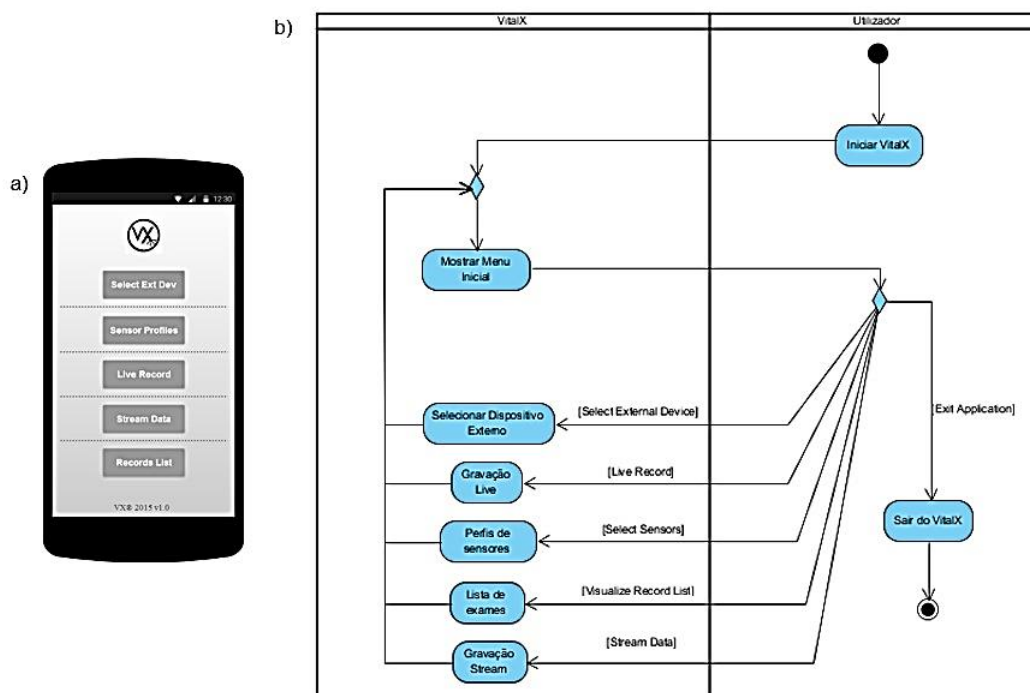 a)
12:30
VX
Select Ext Dev
Sensor Profiles
Live Record
Stream Data
Records List
VX® 2015 v1.0
b)
VitalX
Utilizador
Iniciar VitalX
Mostrar Menu
Inicial
[Select External Device]
Selecionar Dispositivo
Externo
[Exit Application]
[Live Record]
Gravação
Live
[Select Sensors]
Perfis de
sensores
Sair do VitalX
[Visualize Record List]
Lista de
exames
[Stream Data]
Gravação
Stream